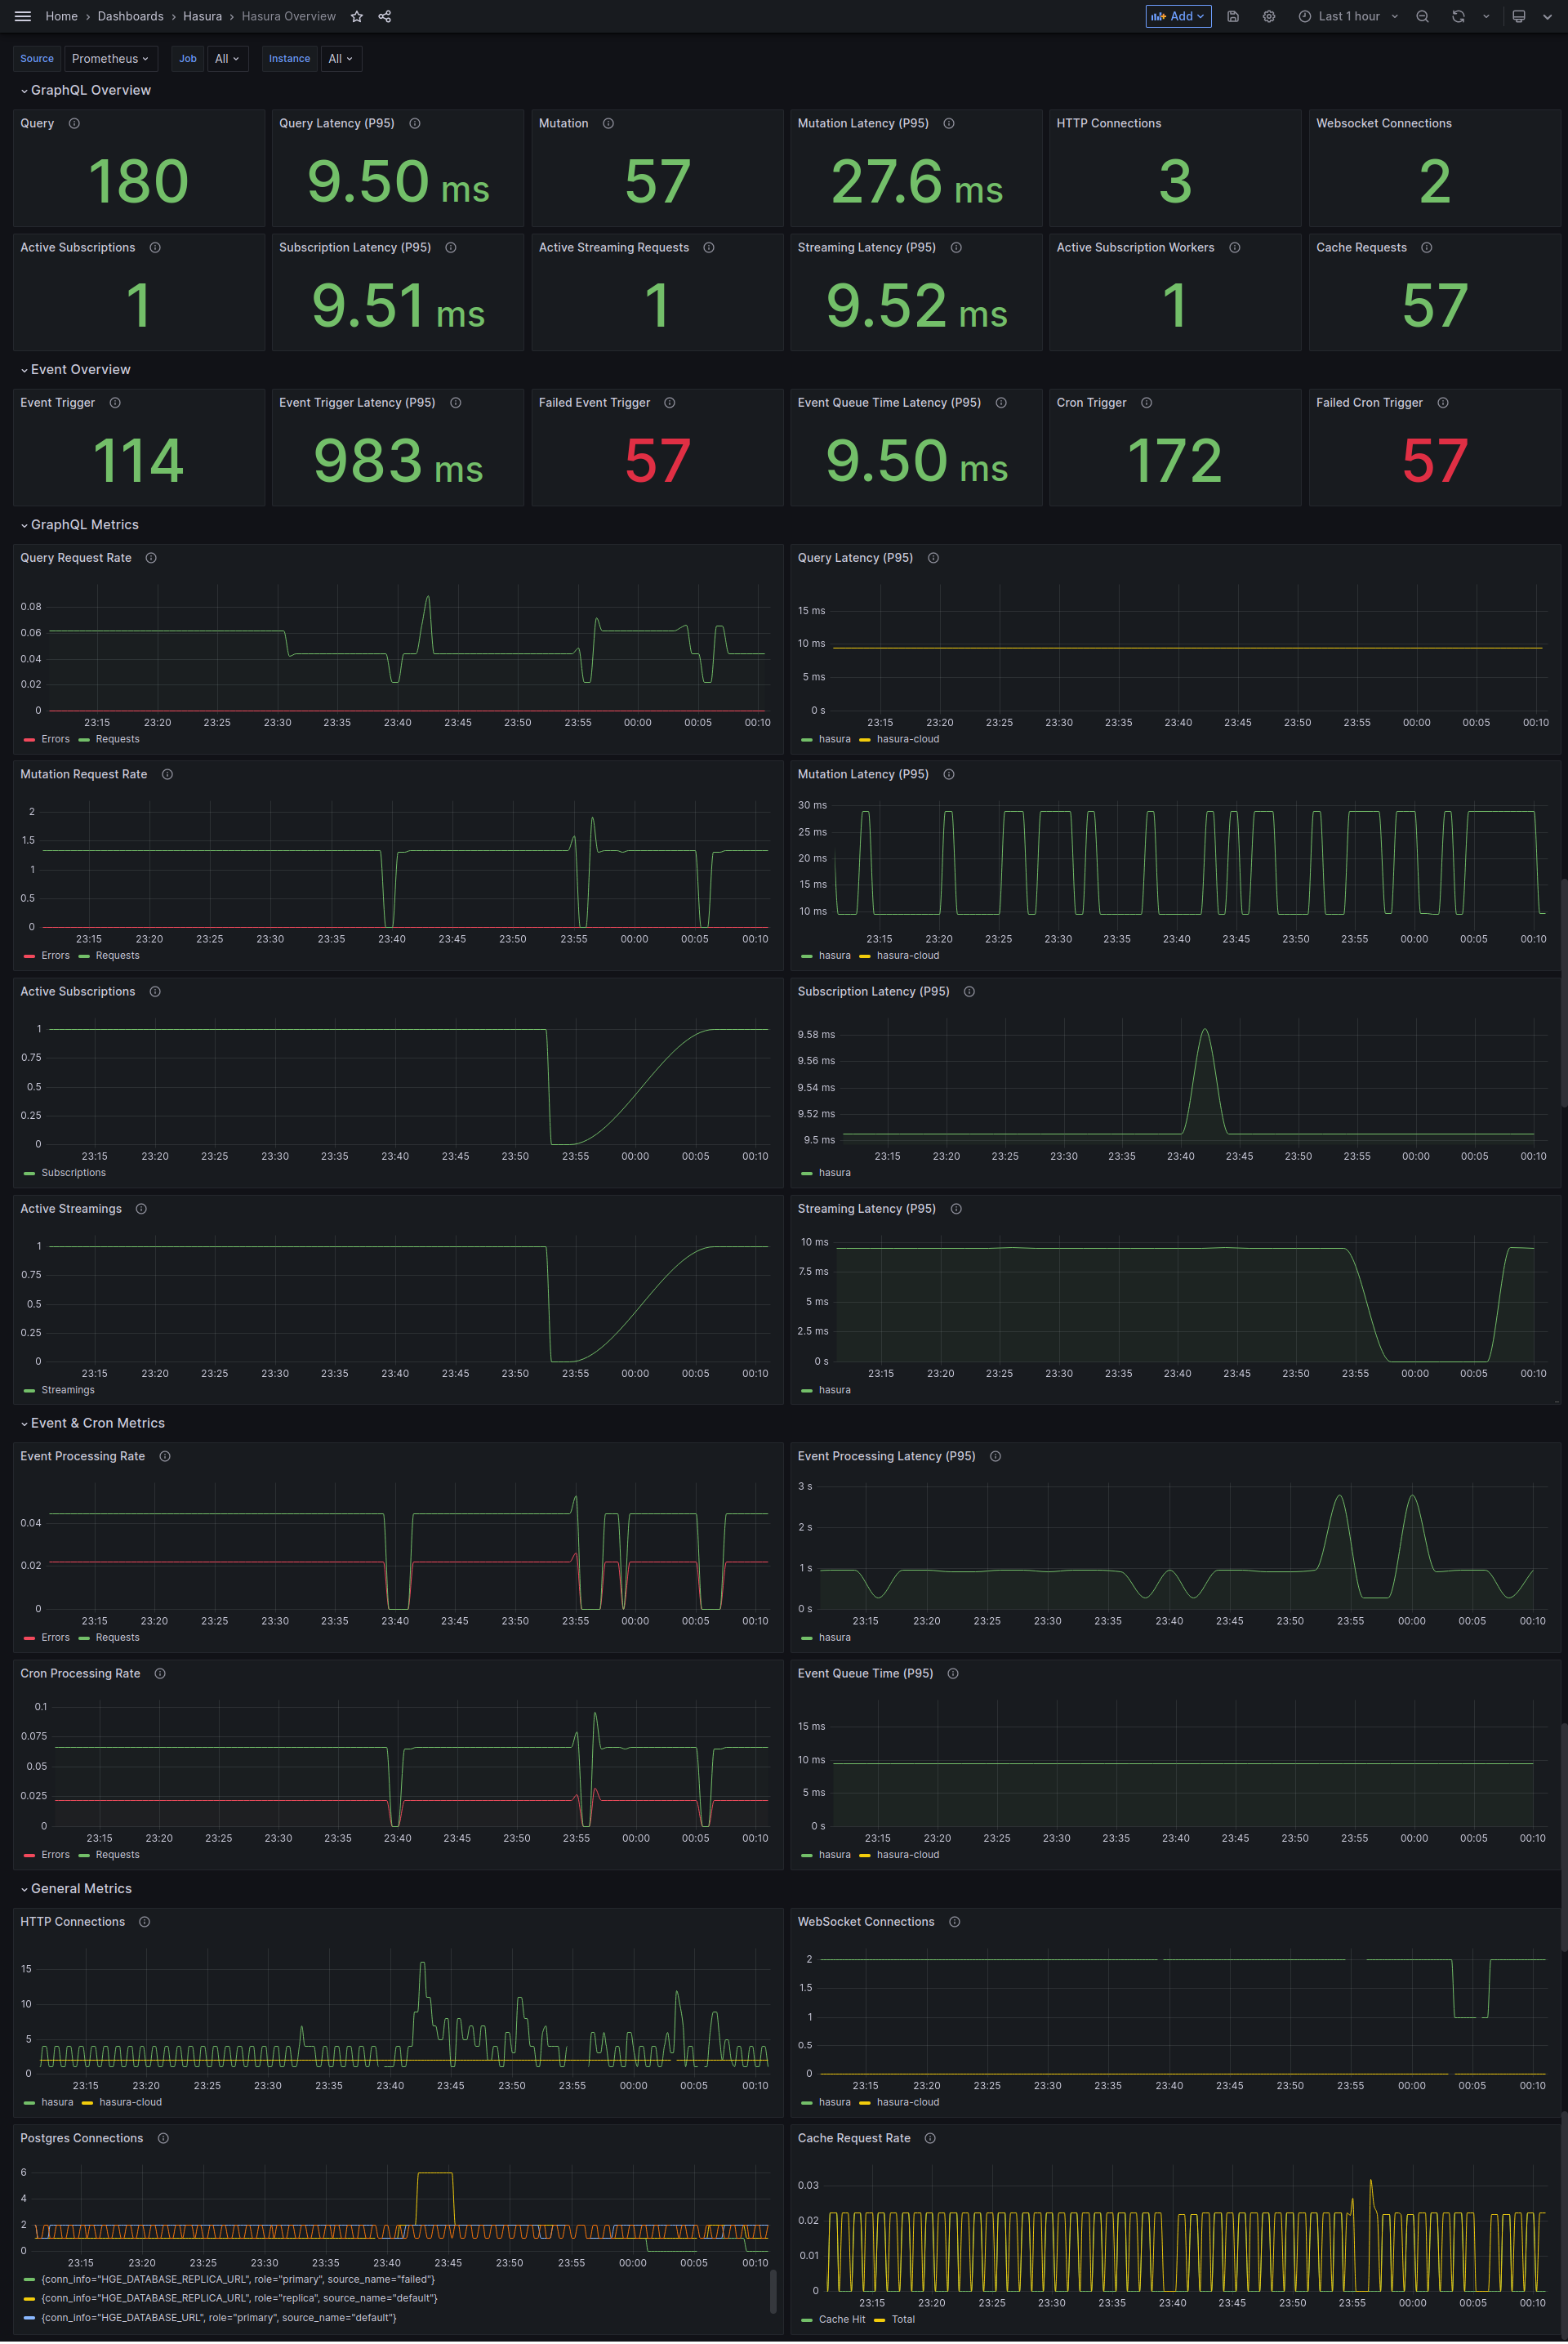 Home › Dashboards › Hasura › Hasura Overview
Add
Last 1 hour
Source Prometheus Job All Instance All
GraphQL Overview
Query
180
Query Latency (P95)
9.50 ms
Mutation
57
Mutation Latency (P95)
27.6 ms
HTTP Connections
3
Websocket Connections
2
Active Subscriptions
1
Subscription Latency (P95)
9.51 ms
Active Streaming Requests
1
Streaming Latency (P95)
9.52 ms
Active Subscription Workers
1
Cache Requests
57
Event Overview
Event Trigger
114
Event Trigger Latency (P95)
983 ms
Failed Event Trigger
57
Event Queue Time Latency (P95)
9.50 ms
Cron Trigger
172
Failed Cron Trigger
57
GraphQL Metrics
Query Request Rate
0.08
0.06
0.04
0.02
0
23:15 23:20 23:25 23:30 23:35 23:40 23:45 23:50 23:55 00:00 00:05 00:10
Errors Requests
Query Latency (P95)
15 ms
10 ms
5 ms
0 s
23:15 23:20 23:25 23:30 23:35 23:40 23:45 23:50 23:55 00:00 00:05 00:10
hasura hasura-cloud
Mutation Request Rate
2
1.5
1
0.5
0
23:15 23:20 23:25 23:30 23:35 23:40 23:45 23:50 23:55 00:00 00:05 00:10
Errors Requests
Mutation Latency (P95)
30 ms
25 ms
20 ms
15 ms
10 ms
23:15 23:20 23:25 23:30 23:35 23:40 23:45 23:50 23:55 00:00 00:05 00:10
hasura hasura-cloud
Active Subscriptions
1
0.75
0.5
0.25
0
23:15 23:20 23:25 23:30 23:35 23:40 23:45 23:50 23:55 00:00 00:05 00:10
Subscriptions
Subscription Latency (P95)
9.58 ms
9.56 ms
9.54 ms
9.52 ms
9.5 ms
23:15 23:20 23:25 23:30 23:35 23:40 23:45 23:50 23:55 00:00 00:05 00:10
hasura
Active Streamings
1
0.75
0.5
0.25
0
23:15 23:20 23:25 23:30 23:35 23:40 23:45 23:50 23:55 00:00 00:05 00:10
Streamings
Streaming Latency (P95)
10 ms
7.5 ms
5 ms
2.5 ms
0 s
23:15 23:20 23:25 23:30 23:35 23:40 23:45 23:50 23:55 00:00 00:05 00:10
hasura
Event & Cron Metrics
Event Processing Rate
0.04
0.02
0
23:15 23:20 23:25 23:30 23:35 23:40 23:45 23:50 23:55 00:00 00:05 00:10
Errors Requests
Event Processing Latency (P95)
3 s
2 s
1 s
0 s
23:15 23:20 23:25 23:30 23:35 23:40 23:45 23:50 23:55 00:00 00:05 00:10
hasura
Cron Processing Rate
0.1
0.075
0.05
0.025
0
23:15 23:20 23:25 23:30 23:35 23:40 23:45 23:50 23:55 00:00 00:05 00:10
Errors Requests
Event Queue Time (P95)
15 ms
10 ms
5 ms
0 s
23:15 23:20 23:25 23:30 23:35 23:40 23:45 23:50 23:55 00:00 00:05 00:10
hasura hasura-cloud
General Metrics
HTTP Connections
15
10
5
0
23:15 23:20 23:25 23:30 23:35 23:40 23:45 23:50 23:55 00:00 00:05 00:10
hasura hasura-cloud
WebSocket Connections
2
1.5
1
0.5
0
23:15 23:20 23:25 23:30 23:35 23:40 23:45 23:50 23:55 00:00 00:05 00:10
hasura hasura-cloud
Postgres Connections
6
4
2
0
23:15 23:20 23:25 23:30 23:35 23:40 23:45 23:50 23:55 00:00 00:05 00:10
{conn_info="HGE_DATABASE_REPLICA_URL", role="primary", source_name="failed"}
{conn_info="HGE_DATABASE_REPLICA_URL", role="replica", source_name="default"}
{conn_info="HGE_DATABASE_URL", role="primary", source_name="default"}
Cache Request Rate
0.03
0.02
0.01
0
23:15 23:20 23:25 23:30 23:35 23:40 23:45 23:50 23:55 00:00 00:05 00:10
Cache Hit Total